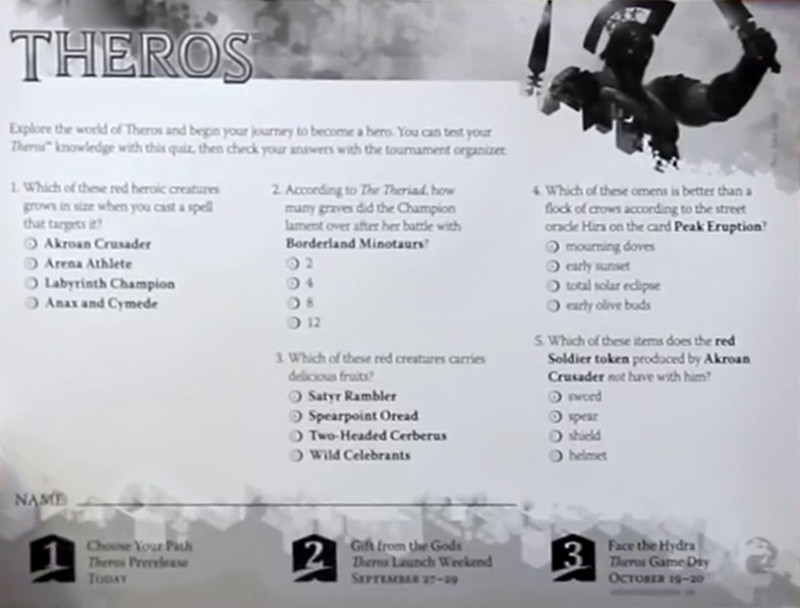 THEROS
Explore the world of Theros and begin your journey to become a hero. You can test your
Theros™ knowledge with this quiz, then check your answers with the tournament organizer.
1. Which of these red heroic creatures
grows in size when you cast a spell
that targets it?
Akroan Crusader
Arena Athlete
Labyrinth Champion
Anax and Cymede
2. According to The Theriad, how
many graves did the Champion
lament over after her battle with
Borderland Minotaurs?
2
4
8
12
3. Which of these red creatures carries
delicious fruits?
Satyr Rambler
Spearpoint Oread
Two-Headed Cerberus
Wild Celebrants
4. Which of these omens is better than a
flock of crows according to the street
oracle Hira on the card Peak Eruption?
mourning doves
early sunset
total solar eclipse
early olive buds
5. Which of these items does the red
Soldier token produced by Akroan
Crusader not have with him?
sword
spear
shield
helmet
NAME
1 Choose Your Path
Theros Prerelease
TODAY
2 Gift from the Gods
Theros Launch Weekend
SEPTEMBER 27-29
3 Face the Hydra
Theros Game Day
OCTOBER 19-20